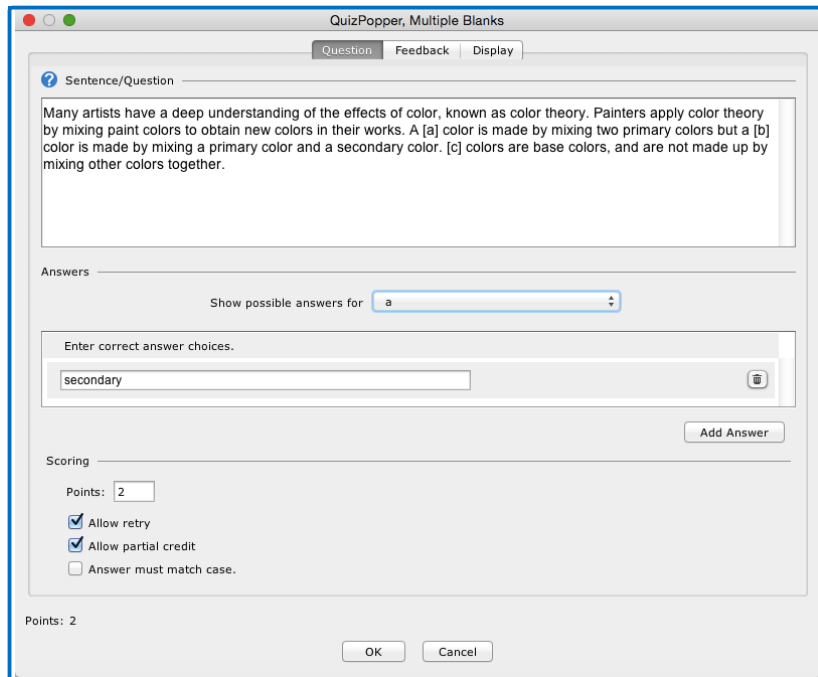 QuizPopper, Multiple Blanks
Question Feedback Display
? Sentence/Question
Many artists have a deep understanding of the effects of color, known as color theory. Painters apply color theory
by mixing paint colors to obtain new colors in their works. A [a] color is made by mixing two primary colors but a [b]
color is made by mixing a primary color and a secondary color. [c] colors are base colors, and are not made up by
mixing other colors together.
Answers
Show possible answers for a
Enter correct answer choices.
secondary
Add Answer
Scoring
Points: 2
Allow retry
Allow partial credit
Answer must match case.
Points: 2
OK Cancel